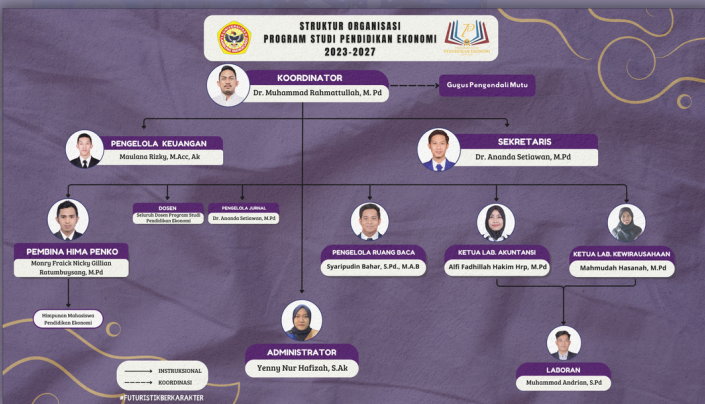 STRUKTUR ORGANISASI
PROGRAM STUDI PENDIDIKAN EKONOMI
2023-2027
KOORDINATOR
Dr. Muhammad Rahmattullah, M. Pd
Gugus Pengendali Mutu
PENGELOLA KEUANGAN
Maulana Rizky, M.Acc, Ak
SEKRETARIS
Dr. Ananda Setiawan, M.Pd
PEMBINA HIMA PENKO
Monry Fraick Nicky Gillian
Ratumbuysang, M.Pd
DOSEN
Seluruh Dosen Program Studi
Pendidikan Ekonomi
PENGELOLA JURNAL
Dr. Ananda Setiawan, M.Pd
PENGELOLA RUANG BACA
Syaripudin Bahar, S.Pd., M.A.B
KETUA LAB. AKUNTANSI
Alfi Fadhillah Hakim Hrp, M.Pd
KETUA LAB. KEWIRAUSAHAAN
Mahmudah Hasanah, M.Pd
Himpunan Mahasiswa
Pendidikan Ekonomi
ADMINISTRATOR
Yenny Nur Hafizah, S.Ak
LABORAN
Muhammad Andrian, S.Pd
INSTRUKSIONAL
KOORDINASI
#FUTURISTIKBERKARAKTER